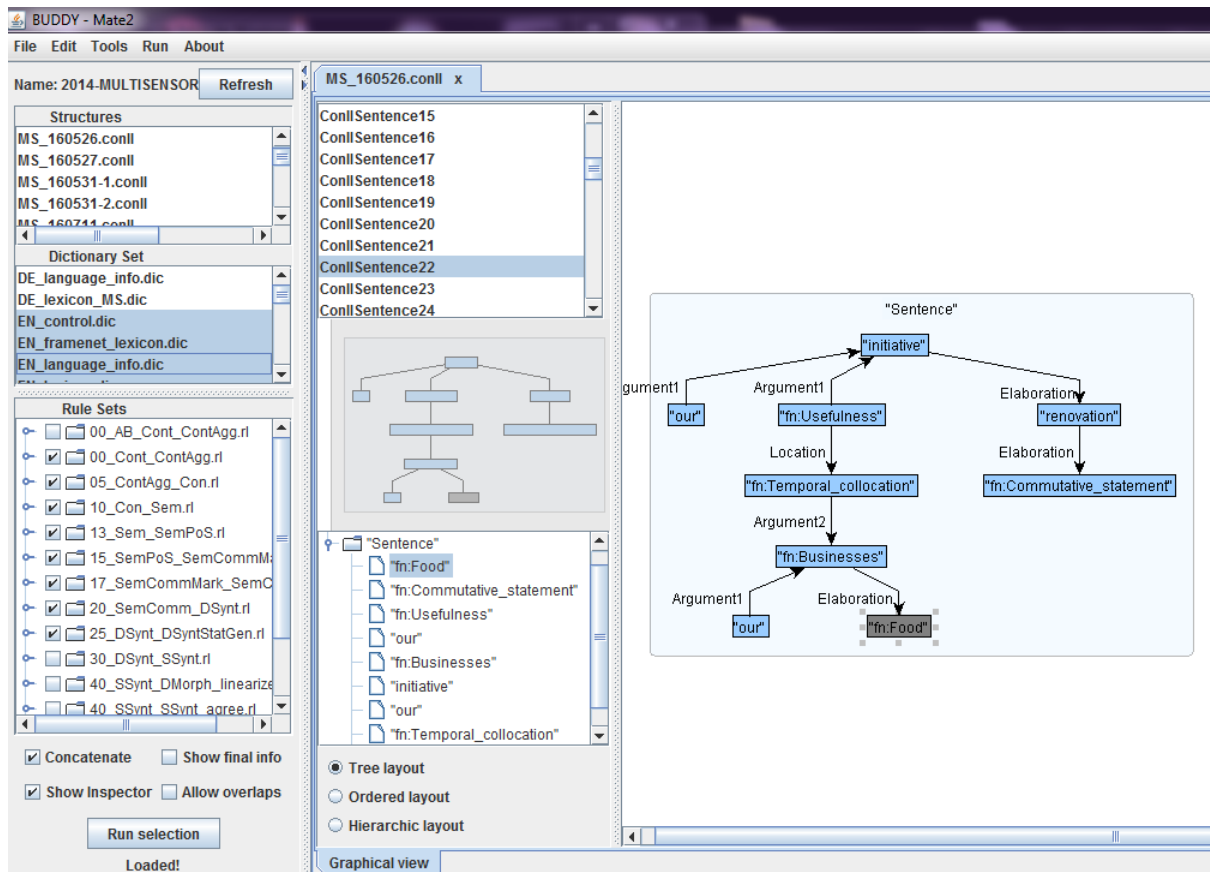 BUDDY - Mate2
File Edit Tools Run About
Name: 2014-MULTISENSOR
Refresh
Structures
MS_160526.conll
MS_160527.conll
MS_160531-1.conll
MS_160531-2.conll
MS_160711.conll
Dictionary Set
DE_language_info.dic
DE_lexicon_MS.dic
EN_control.dic
EN_framenet_lexicon.dic
EN_language_info.dic
Rule Sets
00_AB_Cont_ContAgg.rl
00_Cont_ContAgg.rl
05_ContAgg_Con.rl
10_Con_Sem.rl
13_Sem_SemPoS.rl
15_SemPoS_SemCommMa
17_SemCommMark_SemC
20_SemComm_DSynt.rl
25_DSynt_DSyntStatGen.rl
30_DSynt_SSynt.rl
40_SSynt_DMorph_linearize
40_SSynt_SSynt_agree.rl
Concatenate Show final info
Show Inspector Allow overlaps
Run selection
Loaded!
MS_160526.conll x
ConllSentence15
ConllSentence16
ConllSentence17
ConllSentence18
ConllSentence19
ConllSentence20
ConllSentence21
ConllSentence22
ConllSentence23
ConllSentence24
"Sentence"
"fn:Food"
"fn:Commutative_statement"
"fn:Usefulness"
"our"
"fn:Businesses"
"initiative"
"our"
"fn:Temporal_collocation"
Tree layout
Ordered layout
Hierarchic layout
Graphical view
"Sentence"
"initiative"
gument1 Argument1 Elaboration
"our" "fn:Usefulness" "renovation"
Location Elaboration
"fn:Temporal_collocation" "fn:Commutative_statement"
Argument2
"fn:Businesses"
Argument1 Elaboration
"our" "fn:Food"